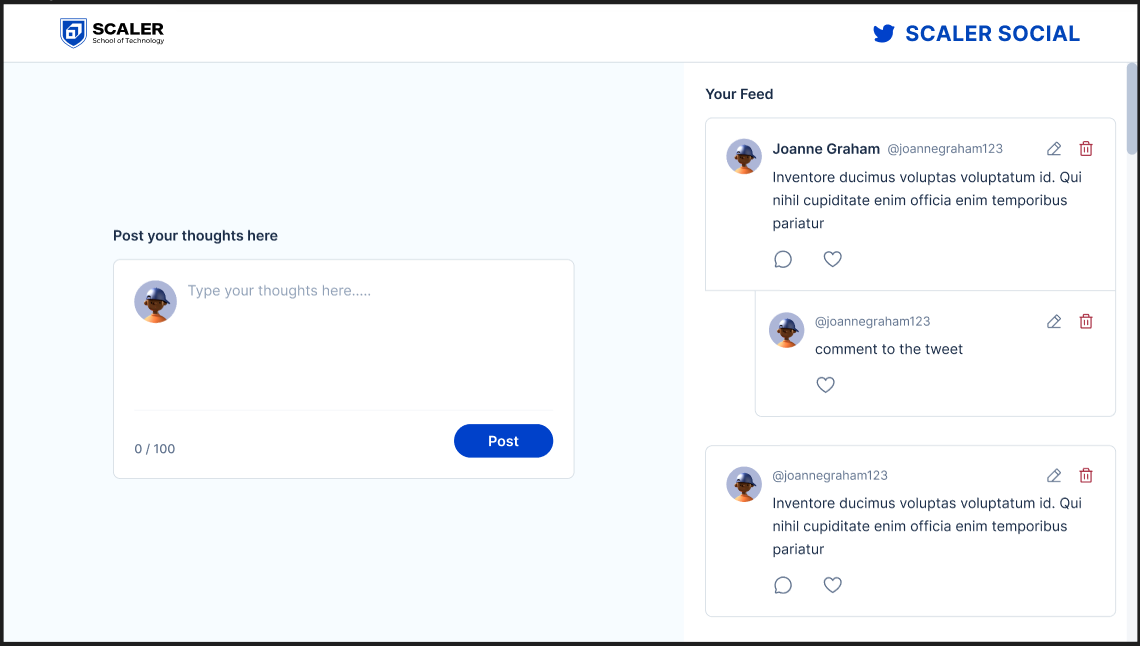 SCALER
School of Technology
SCALER SOCIAL
Post your thoughts here
Type your thoughts here.....
0 / 100
Post
Your Feed
Joanne Graham @joannegraham123
Inventore ducimus voluptas voluptatum id. Qui
nihil cupiditate enim officia enim temporibus
pariatur
@joannegraham123
comment to the tweet
@joannegraham123
Inventore ducimus voluptas voluptatum id. Qui
nihil cupiditate enim officia enim temporibus
pariatur